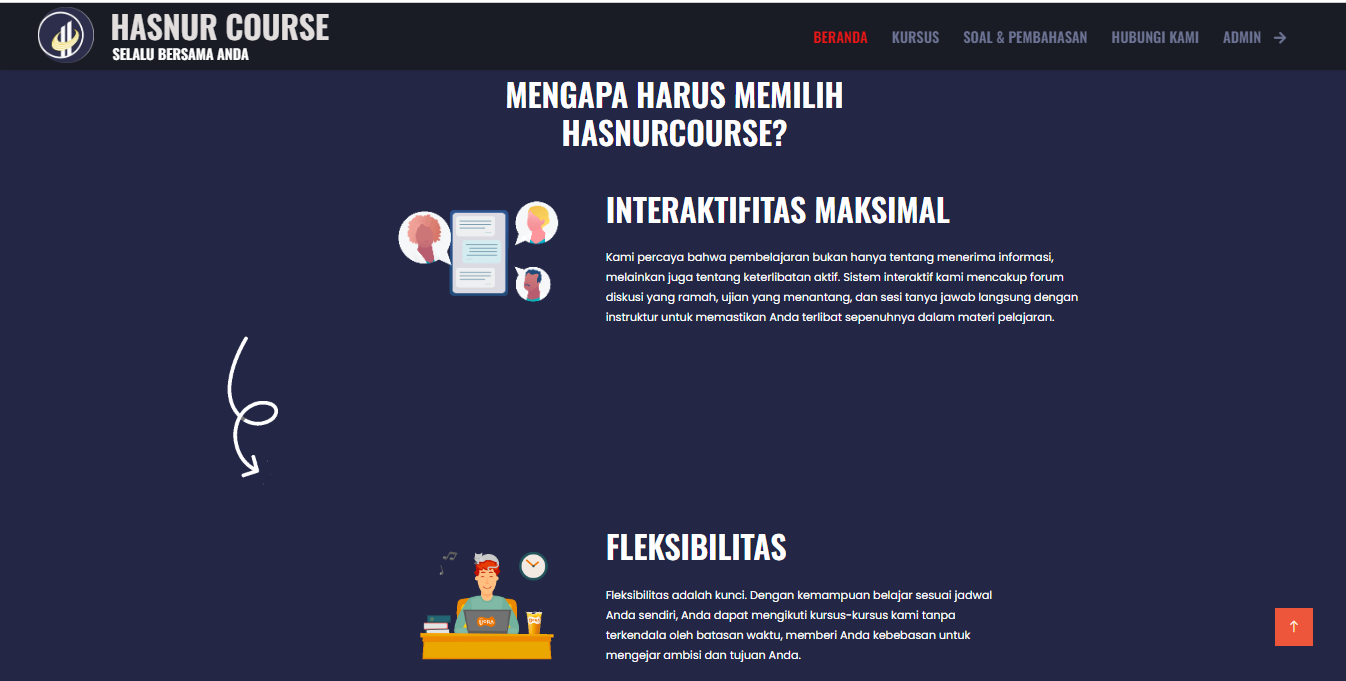 HASNUR COURSE
SELALU BERSAMA ANDA
BERANDA KURSUS SOAL & PEMBAHASAN HUBUNGI KAMI ADMIN
MENGAPA HARUS MEMILIH
HASNURCOURSE?
INTERAKTIFITAS MAKSIMAL
Kami percaya bahwa pembelajaran bukan hanya tentang menerima informasi,
melainkan juga tentang keterlibatan aktif. Sistem interaktif kami mencakup forum
diskusi yang ramah, ujian yang menantang, dan sesi tanya jawab langsung dengan
instruktur untuk memastikan Anda terlibat sepenuhnya dalam materi pelajaran.
FLEKSIBILITAS
Fleksibilitas adalah kunci. Dengan kemampuan belajar sesuai jadwal
Anda sendiri, Anda dapat mengikuti kursus-kursus kami tanpa
terkendala oleh batasan waktu, memberi Anda kebebasan untuk
mengejar ambisi dan tujuan Anda.